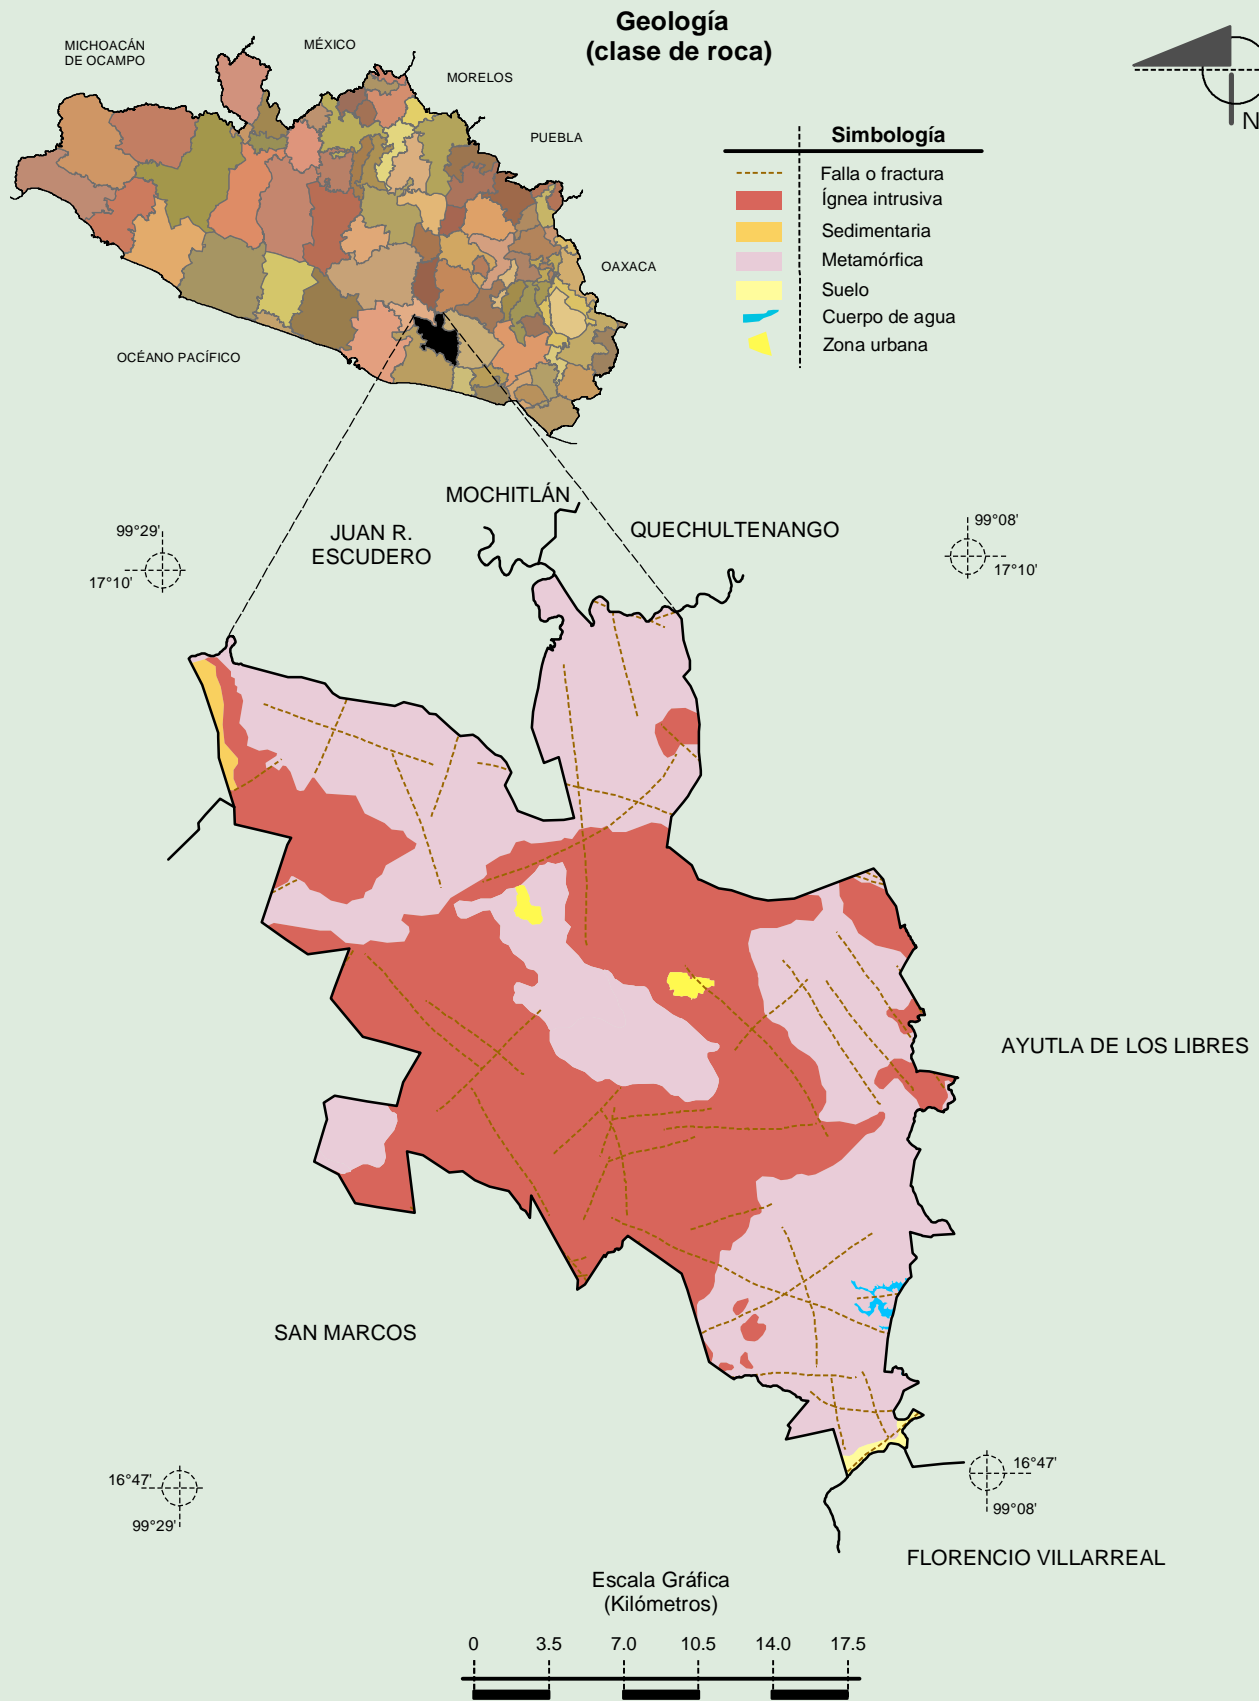 Geología
(clase de roca)
MICHOACÁN
DE OCAMPO
MÉXICO
MORELOS
PUEBLA
OAXACA
OCÉANO PACÍFICO
N
Simbología
Falla o fractura
Ígnea intrusiva
Sedimentaria
Metamórfica
Suelo
Cuerpo de agua
Zona urbana
MOCHITLÁN
JUAN R.
ESCUDERO
QUECHULTENANGO
99°29'
17°10'
99°08'
17°10'
AYUTLA DE LOS LIBRES
SAN MARCOS
16°47'
99°29'
16°47'
99°08'
FLORENCIO VILLARREAL
Escala Gráfica
(Kilómetros)
0 3.5 7.0 10.5 14.0 17.5